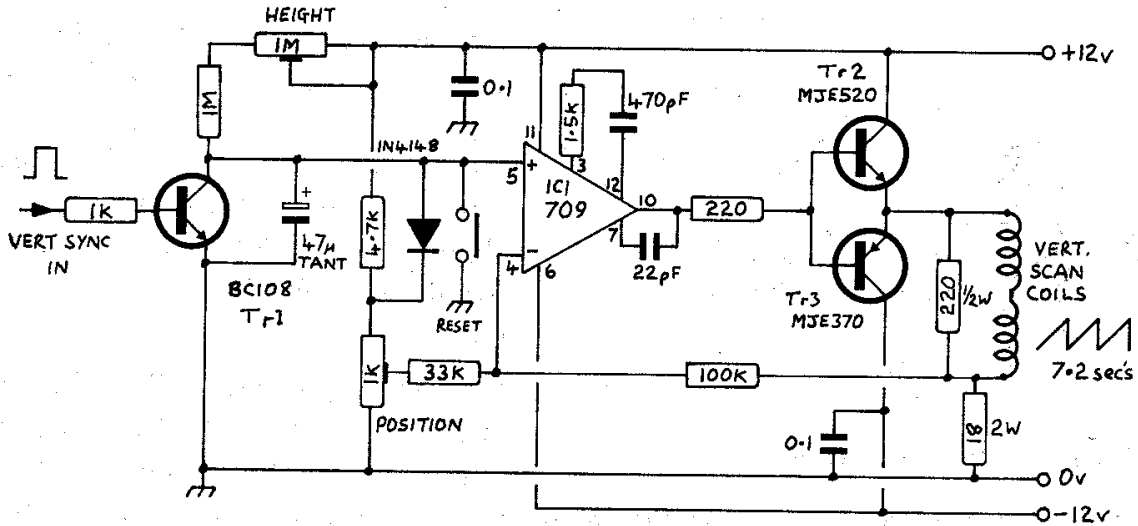 HEIGHT
1M
+12v
1M
0.1
Tr2
MJE520
1.5K
470pF
11
3
1N4148
12
+
5
IC1
709
10
220
1K
+
47µ
TANT
4.7K
7
VERT SYNC
IN
-
4
6
22pF
VERT.
SCAN
COILS
220
½W
BC108
Tr1
RESET
Tr3
MJE370
1K
33K
100K
7.2 sec's
POSITION
0.1
18
2W
0v
-12v